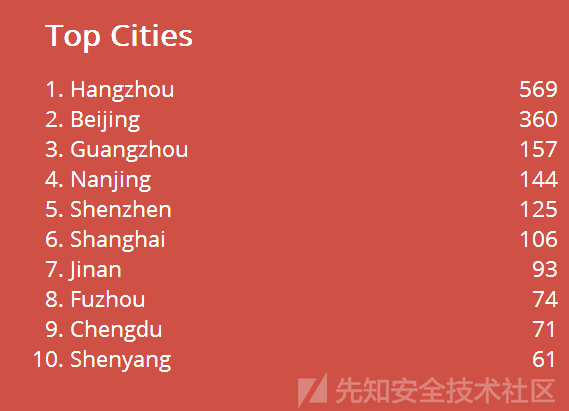 Top Cities
1. Hangzhou 569
2. Beijing 360
3. Guangzhou 157
4. Nanjing 144
5. Shenzhen 125
6. Shanghai 106
7. Jinan 93
8. Fuzhou 74
9. Chengdu 71
10. Shenyang 61
先知安全技术社区